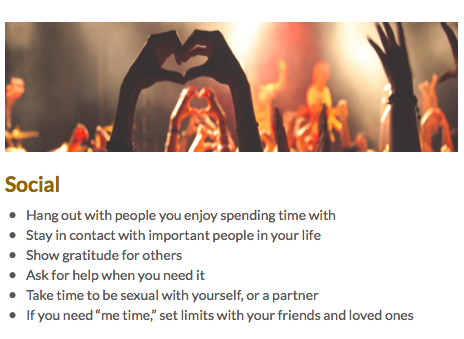 Social
• Hang out with people you enjoy spending time with
• Stay in contact with important people in your life
• Show gratitude for others
• Ask for help when you need it
• Take time to be sexual with yourself, or a partner
• If you need “me time,” set limits with your friends and loved ones